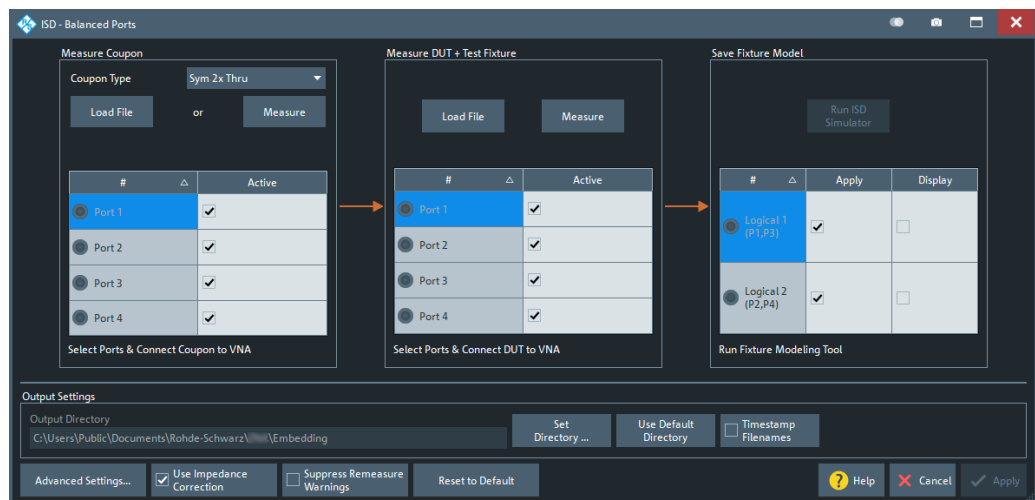 ISD - Balanced Ports
Measure Coupon
Coupon Type
Sym 2x Thru
Load File
or
Measure
# Active
Port 1
Port 2
Port 3
Port 4
Select Ports & Connect Coupon to VNA
Measure DUT + Test Fixture
Load File
Measure
# Active
Port 1
Port 2
Port 3
Port 4
Select Ports & Connect DUT to VNA
Save Fixture Model
Run ISD
Simulator
# Apply Display
Logical 1
(P1,P3)
Logical 2
(P2,P4)
Run Fixture Modeling Tool
Output Settings
Output Directory
C:\Users\Public\Documents\Rohde-Schwarz\ \Embedding
Set
Directory ...
Use Default
Directory
Timestamp
Filenames
Advanced Settings...
Use Impedance
Correction
Suppress Remeasure
Warnings
Reset to Default
? Help
Cancel
Apply